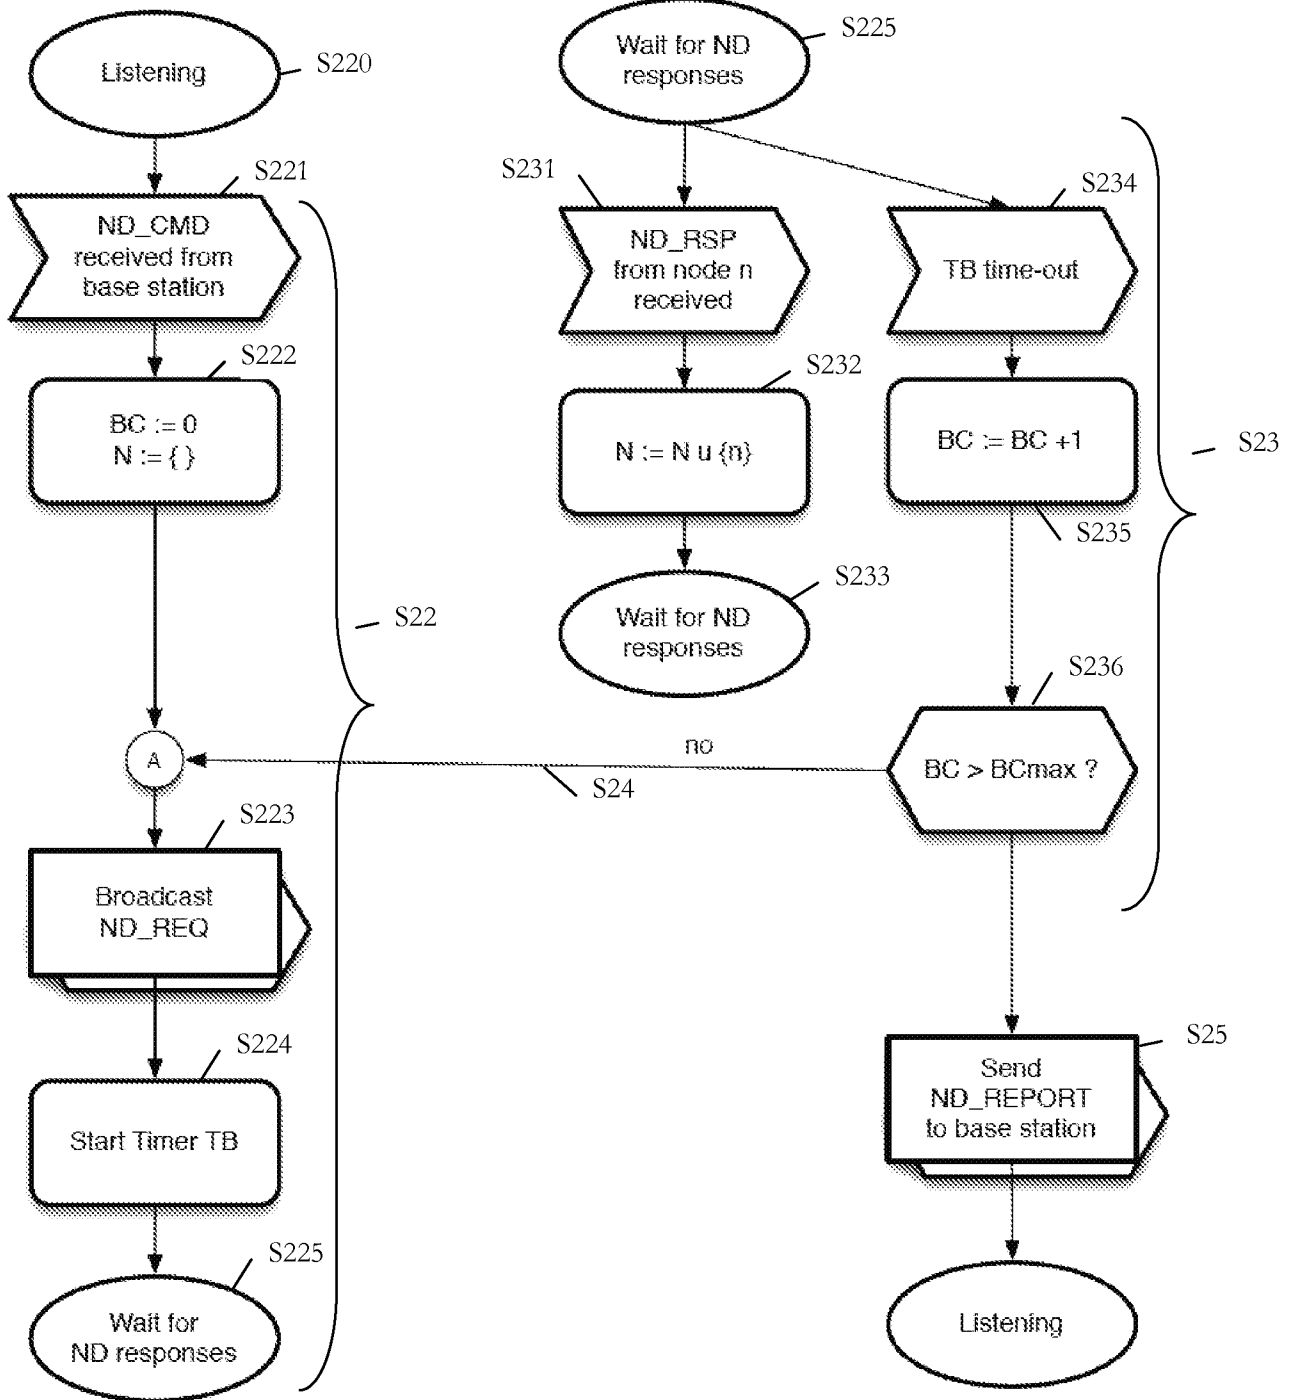 Listening
S220
S221
ND_CMD
received from
base station
S222
BC := 0
N := { }
S22
A
S223
Broadcast
ND_REQ
S224
Start Timer TB
S225
Wait for
ND responses
Wait for ND
responses
S225
S231
ND_RSP
from node n
received
S232
N := N u {n}
S233
Wait for ND
responses
S234
TB time-out
BC := BC +1
S235
S23
S236
BC > BCmax ?
no
S24
S25
Send
ND_REPORT
to base station
Listening